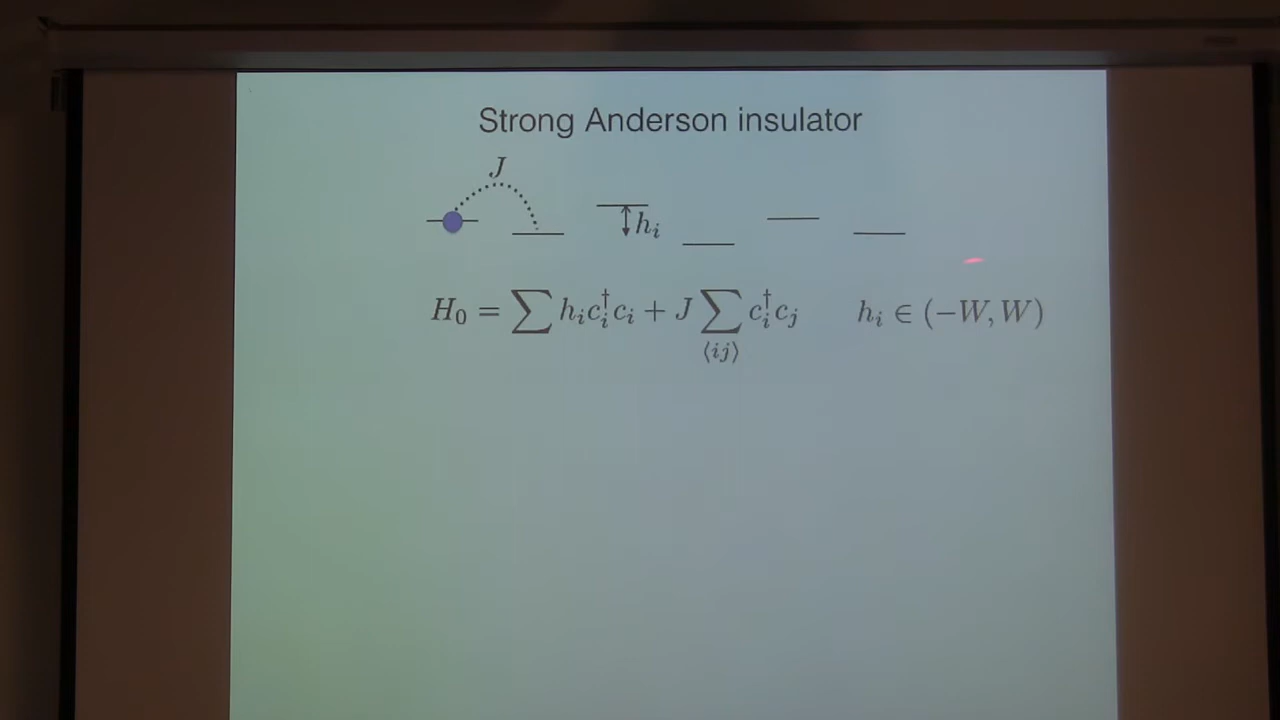 Strong Anderson insulator
J
h_i
H_0 = ∑ h_i c_i^† c_i + J ∑_{⟨ij⟩} c_i^† c_j    h_i ∈ (−W, W)